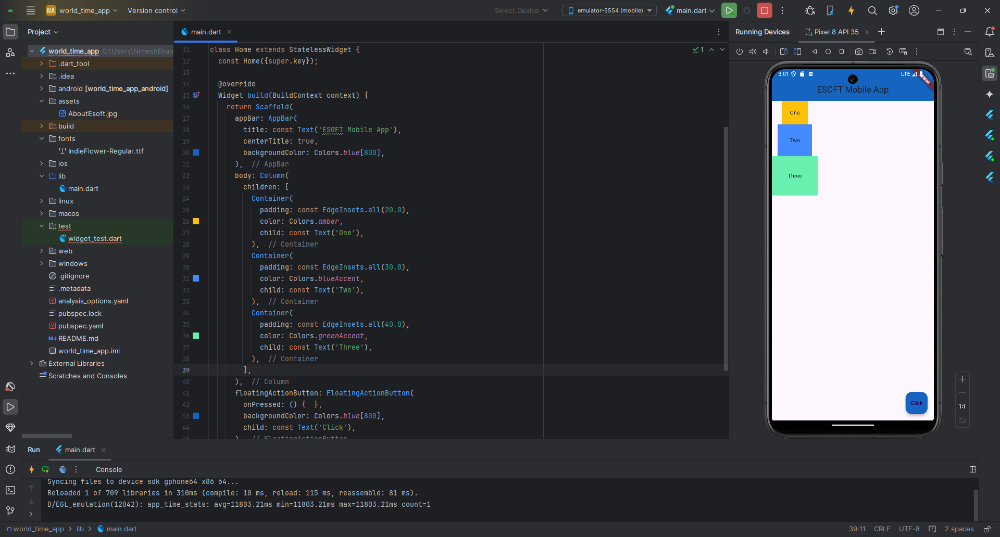 WA world_time_app Version control Select Device emulator-5554 (mobile) main.dart
Project
world_time_app C:\Users\NimeshEkan
.dart_tool
.idea
android [world_time_app_android]
assets
AboutEsoft.jpg
build
fonts
IndieFlower-Regular.ttf
ios
lib
main.dart
linux
macos
test
widget_test.dart
web
windows
.gitignore
.metadata
analysis_options.yaml
pubspec.lock
pubspec.yaml
README.md
world_time_app.iml
External Libraries
Scratches and Consoles
main.dart
1
11 class Home extends StatelessWidget {
12 const Home({super.key});
13
14 @override
15 Widget build(BuildContext context) {
16 return Scaffold(
17 appBar: AppBar(
18 title: const Text('ESOFT Mobile App'),
19 centerTitle: true,
20 backgroundColor: Colors.blue[800],
21 ), // AppBar
22 body: Column(
23 children: [
24 Container(
25 padding: const EdgeInsets.all(20.0),
26 color: Colors.amber,
27 child: const Text('One'),
28 ), // Container
29 Container(
30 padding: const EdgeInsets.all(30.0),
31 color: Colors.blueAccent,
32 child: const Text('Two'),
33 ), // Container
34 Container(
35 padding: const EdgeInsets.all(40.0),
36 color: Colors.greenAccent,
37 child: const Text('Three'),
38 ), // Container
39 ],
40 ), // Column
41 floatingActionButton: FloatingActionButton(
42 onPressed: () {  },
43 backgroundColor: Colors.blue[800],
44 child: const Text('Click'),
45 ), // FloatingActionButton
Running Devices Pixel 8 API 35
3:01 LTE DEBUG
ESOFT Mobile App
One
Two
Three
Click
1:1
Run main.dart
Console
Syncing files to device sdk gphone64 x86 64...
Reloaded 1 of 709 libraries in 310ms (compile: 10 ms, reload: 115 ms, reassemble: 81 ms).
D/EGL_emulation(12042): app_time_stats: avg=11803.21ms min=11803.21ms max=11803.21ms count=1
world_time_app > lib > main.dart 39:11 CRLF UTF-8 2 spaces